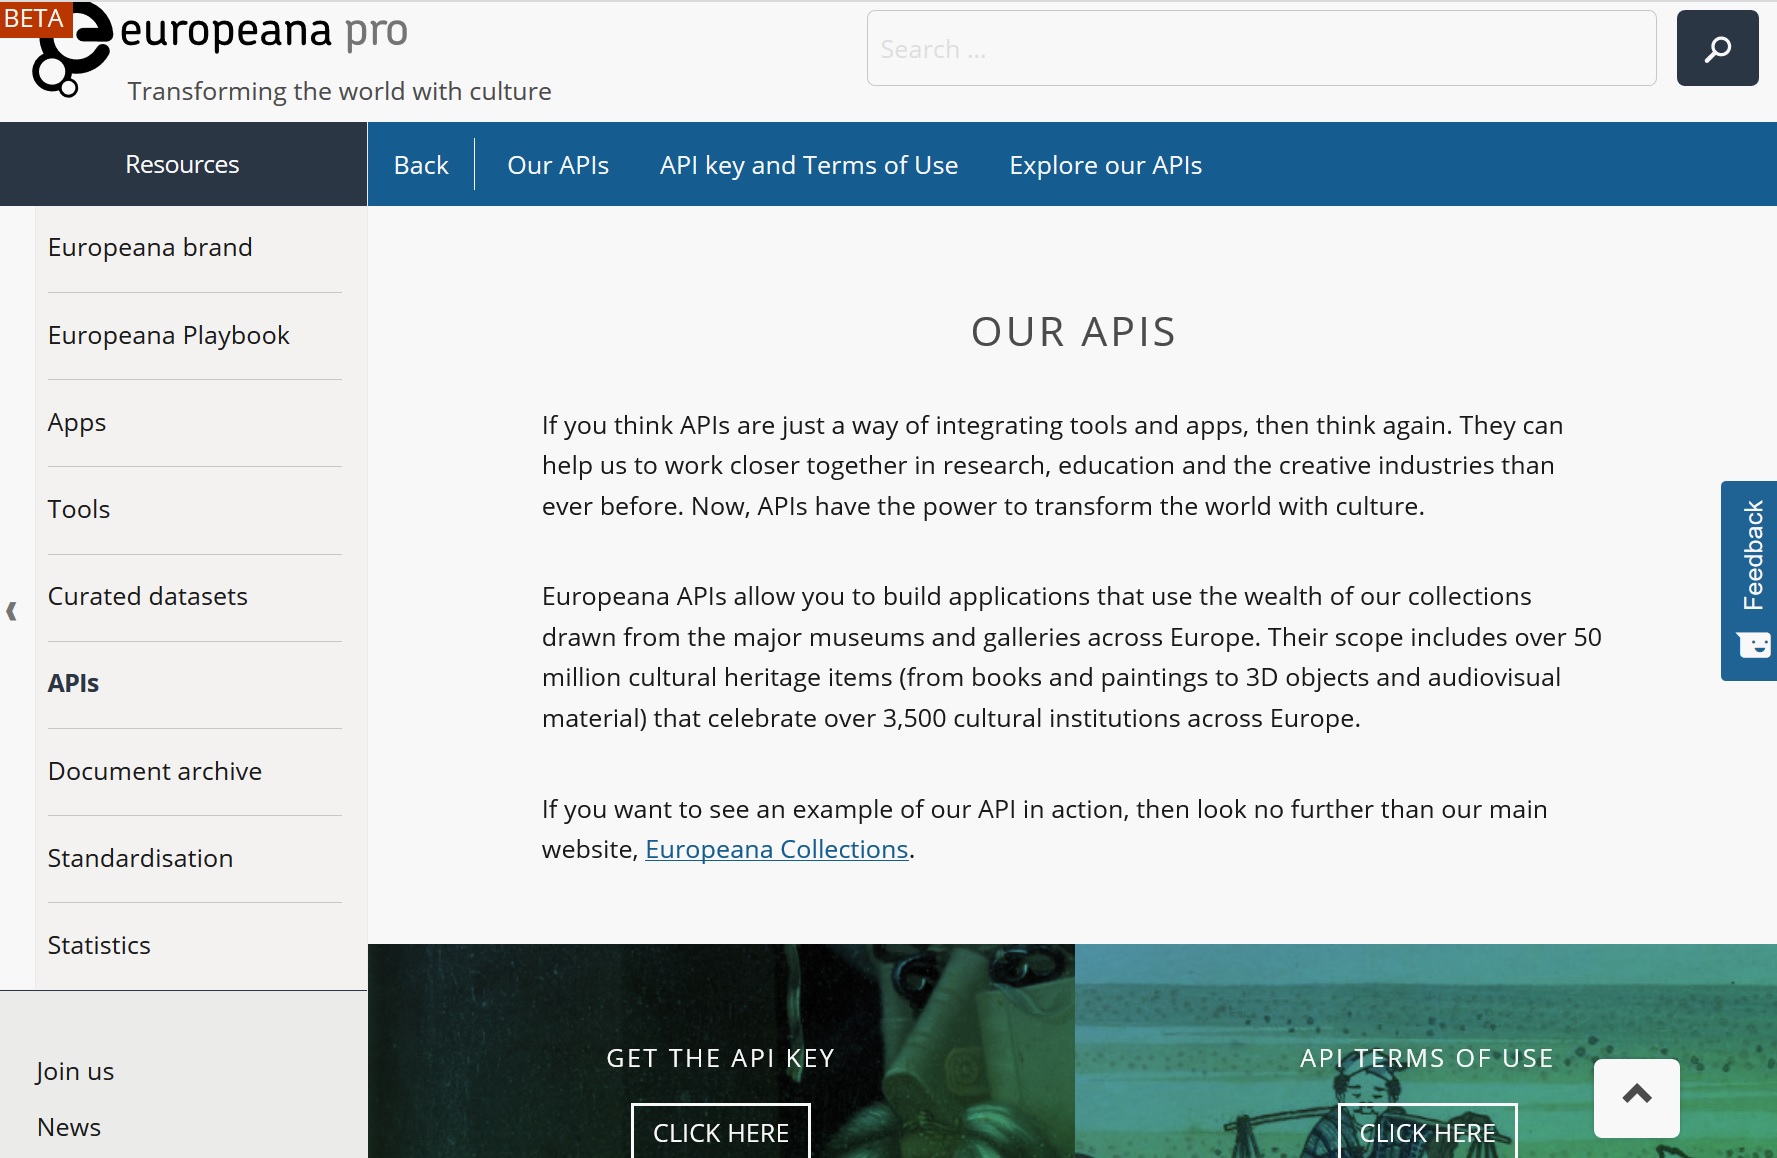 BETA
europeana pro
Transforming the world with culture
Search ...
Resources
Back
Our APIs
API key and Terms of Use
Explore our APIs
Europeana brand
Europeana Playbook
Apps
Tools
Curated datasets
APIs
Document archive
Standardisation
Statistics
Join us
News
OUR APIS
If you think APIs are just a way of integrating tools and apps, then think again. They can
help us to work closer together in research, education and the creative industries than
ever before. Now, APIs have the power to transform the world with culture.
Europeana APIs allow you to build applications that use the wealth of our collections
drawn from the major museums and galleries across Europe. Their scope includes over 50
million cultural heritage items (from books and paintings to 3D objects and audiovisual
material) that celebrate over 3,500 cultural institutions across Europe.
If you want to see an example of our API in action, then look no further than our main
website, Europeana Collections.
Feedback
GET THE API KEY
CLICK HERE
API TERMS OF USE
CLICK HERE